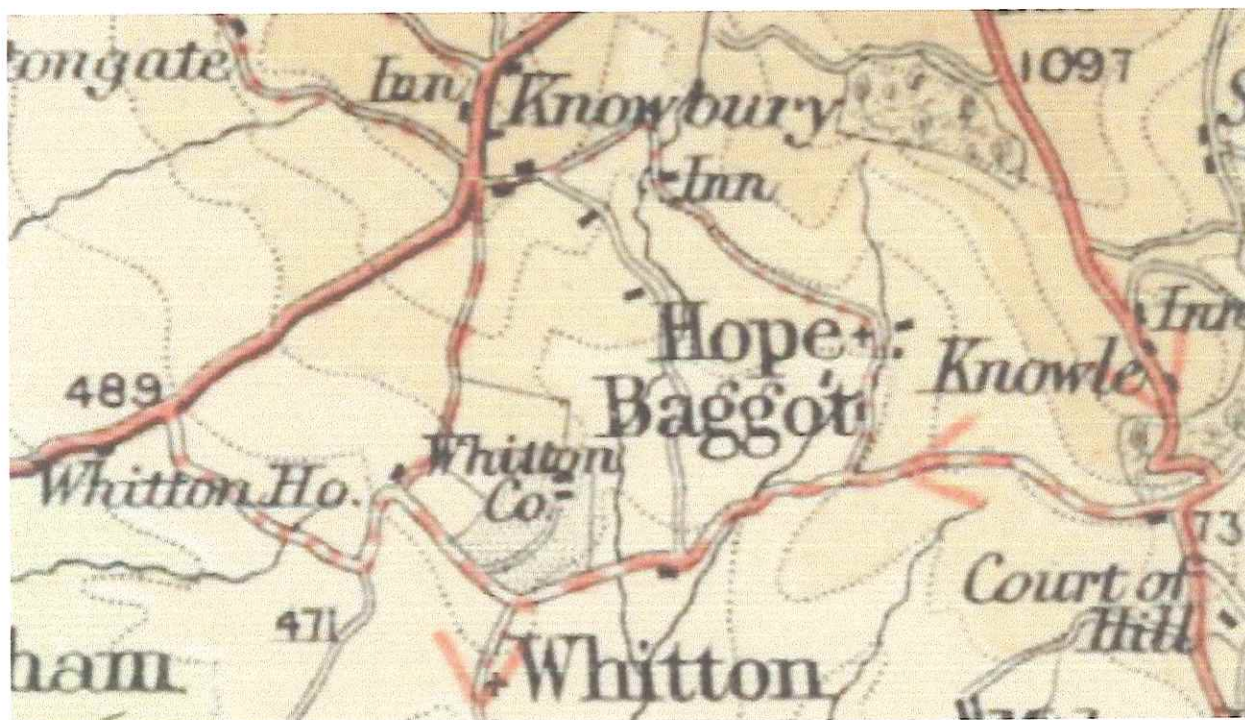 ongate
Inn
Knowbury
1097
Inn
Hope
Baggot
Inn
Knowle
489
Whitton Ho.
Whitton
Co.
471
ham
Whitton
73
Court of
Hill